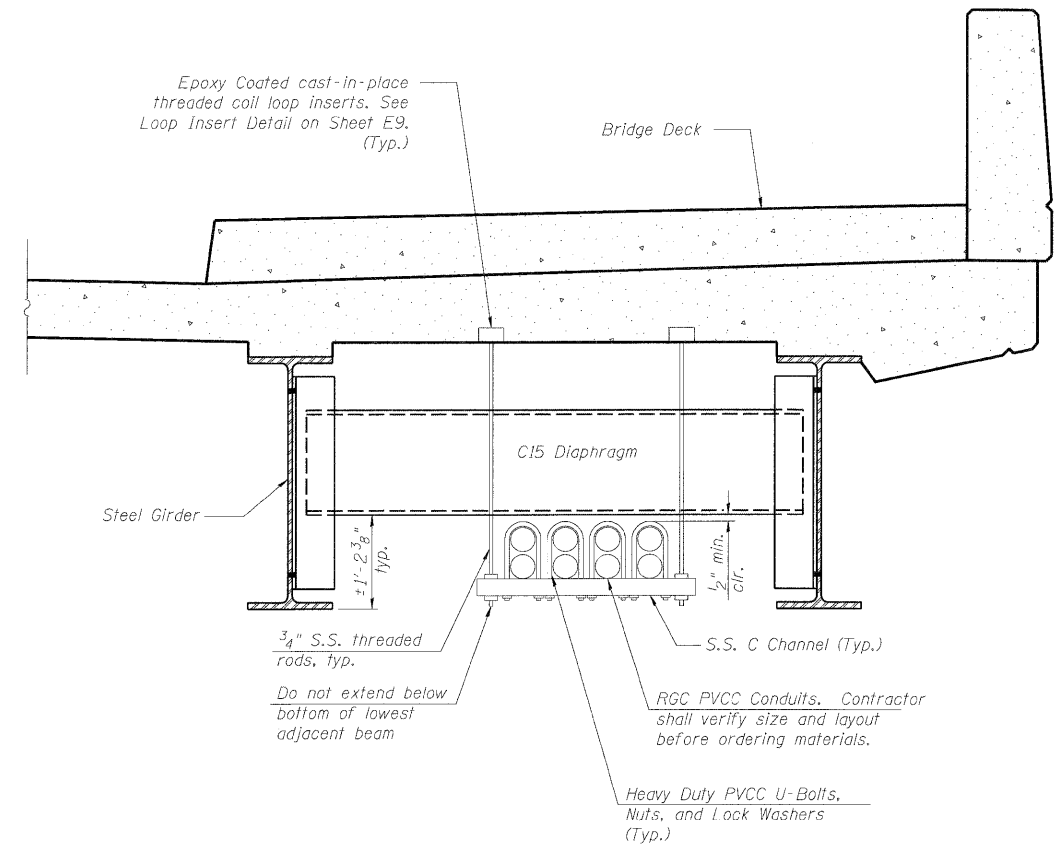 Epoxy Coated cast-in-place
threaded coil loop inserts. See
Loop Insert Detail on Sheet E9.
(Typ.)
Bridge Deck
C15 Diaphragm
Steel Girder
±1'-2 3/8"
typ.
1/2" min.
clr.
3/4" S.S. threaded
rods, typ.
Do not extend below
bottom of lowest
adjacent beam
S.S. C Channel (Typ.)
RGC PVCC Conduits. Contractor
shall verify size and layout
before ordering materials.
Heavy Duty PVCC U-Bolts,
Nuts, and Lock Washers
(Typ.)